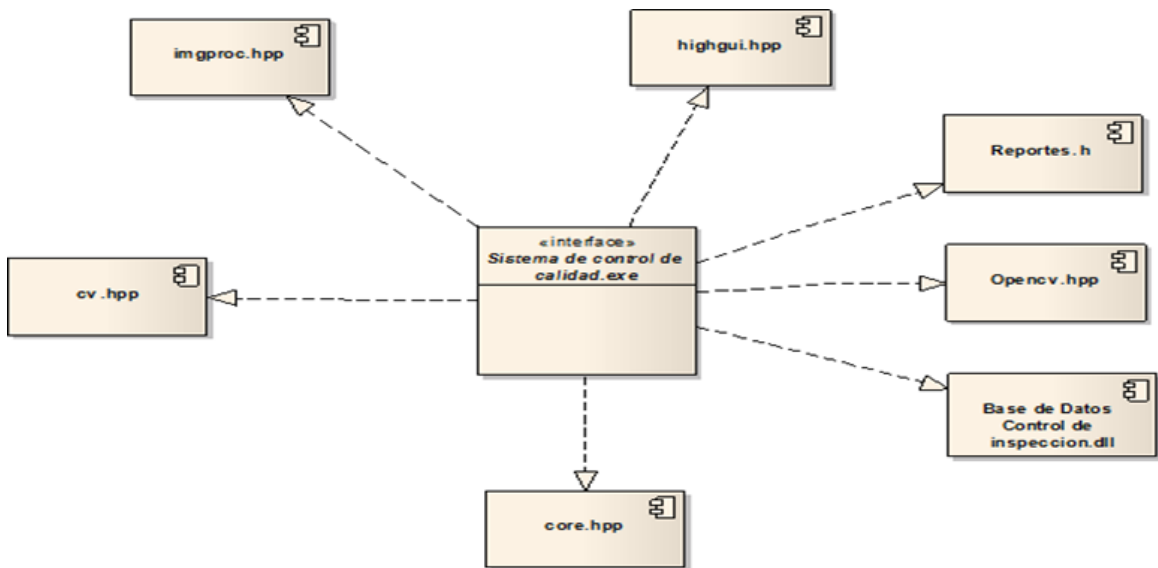 imgproc.hpp
highgui.hpp
Reportes.h
«interface»
Sistema de control de
calidad.exe
cv.hpp
Opencv.hpp
Base de Datos
Control de
inspeccion.dll
core.hpp